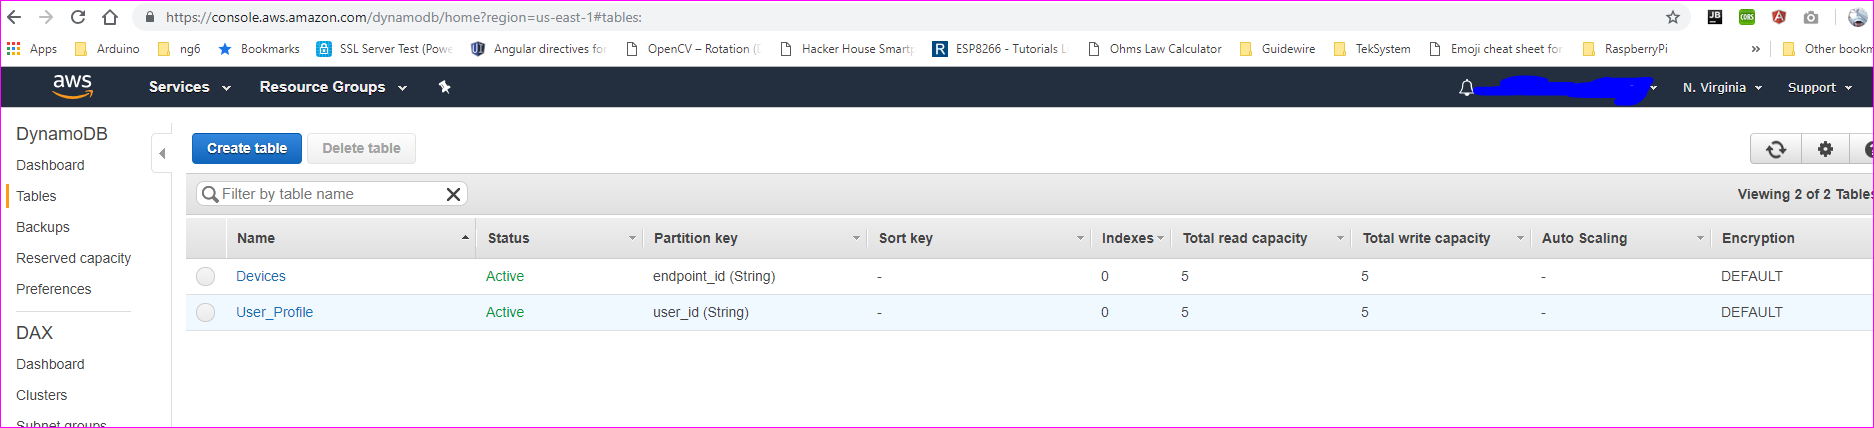 https://console.aws.amazon.com/dynamodb/home?region=us-east-1#tables:
JB CORS
Apps Arduino ng6 Bookmarks SSL Server Test (Powe Angular directives for OpenCV – Rotation ( Hacker House Smartp R ESP8266 - Tutorials L Ohms Law Calculator Guidewire TekSystem Emoji cheat sheet for RaspberryPi » Other bookm
aws Services Resource Groups N. Virginia Support
DynamoDB
Dashboard
Tables
Backups
Reserved capacity
Preferences
DAX
Dashboard
Clusters
Subnet groups
Create table Delete table
Filter by table name
Viewing 2 of 2 Tables
Name Status Partition key Sort key Indexes Total read capacity Total write capacity Auto Scaling Encryption
Devices Active endpoint_id (String) - 0 5 5 - DEFAULT
User_Profile Active user_id (String) - 0 5 5 - DEFAULT